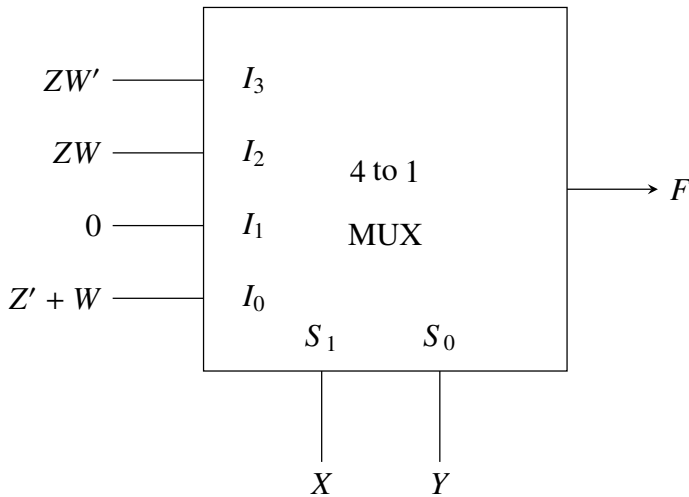 ZW′ I₃
ZW I₂ 4 to 1 F
0 I₁ MUX
Z′ + W I₀
S₁ S₀
X Y